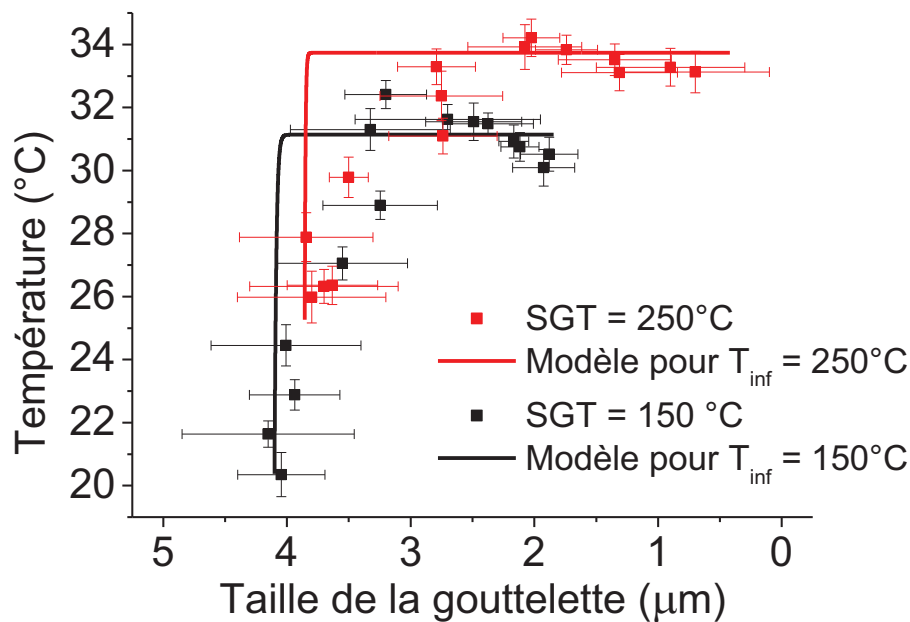 34
32
30
28
26
24
22
20
Température (°C)
SGT = 250°C
Modèle pour T_inf = 250°C
SGT = 150 °C
Modèle pour T_inf = 150°C
5 4 3 2 1 0
Taille de la gouttelette (μm)